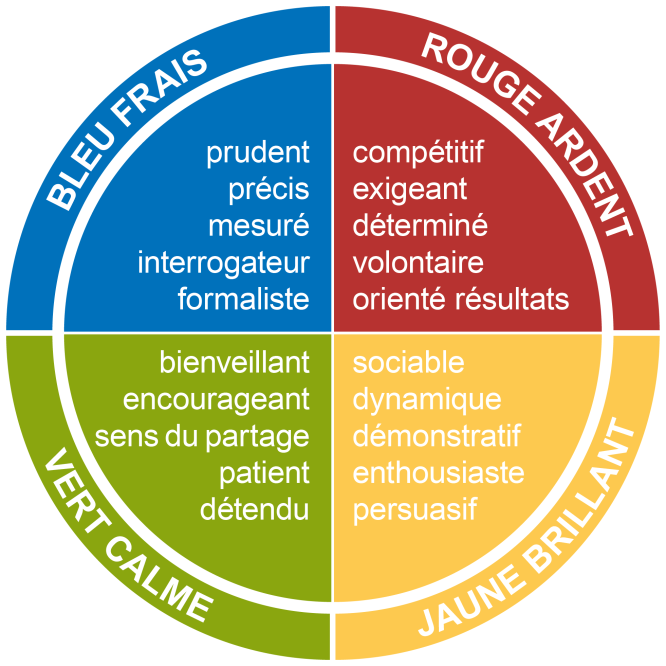 BLEU FRAIS
prudent
précis
mesuré
interrogateur
formaliste
ROUGE ARDENT
compétitif
exigeant
déterminé
volontaire
orienté résultats
VERT CALME
bienveillant
encourageant
sens du partage
patient
détendu
JAUNE BRILLANT
sociable
dynamique
démonstratif
enthousiaste
persuasif